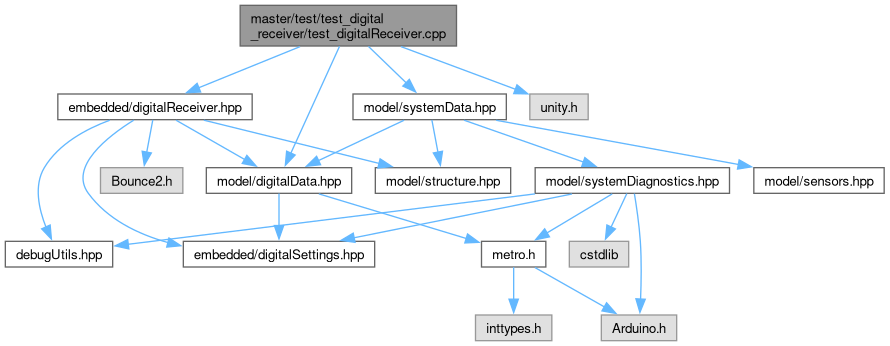 master/test/test_digital
_receiver/test_digitalReceiver.cpp
embedded/digitalReceiver.hpp
model/systemData.hpp
unity.h
Bounce2.h
model/digitalData.hpp
model/structure.hpp
model/systemDiagnostics.hpp
model/sensors.hpp
debugUtils.hpp
embedded/digitalSettings.hpp
metro.h
cstdlib
inttypes.h
Arduino.h